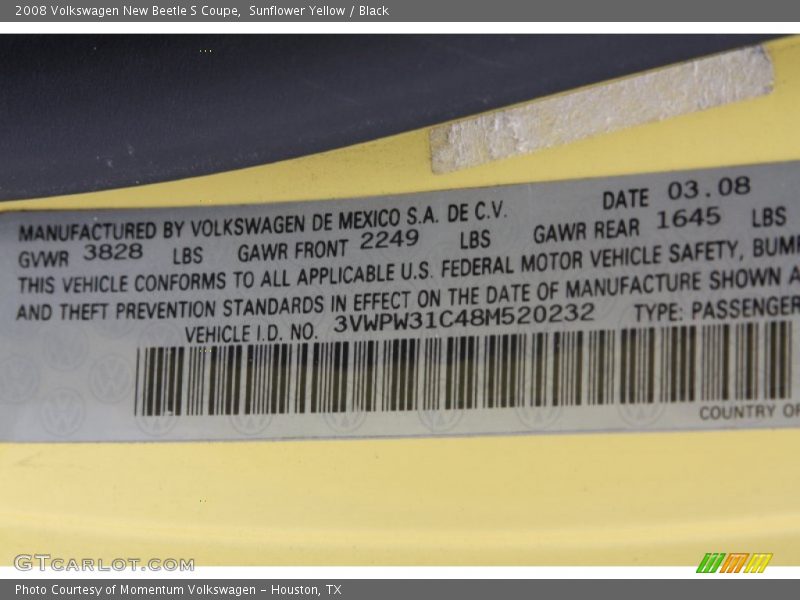 2008 Volkswagen New Beetle S Coupe,  Sunflower Yellow / Black
MANUFACTURED BY VOLKSWAGEN DE MEXICO S.A. DE C.V. DATE 03.08
GVWR 3828 LBS GAWR FRONT 2249 LBS GAWR REAR 1645 LBS
THIS VEHICLE CONFORMS TO ALL APPLICABLE U.S. FEDERAL MOTOR VEHICLE SAFETY, BUMP
AND THEFT PREVENTION STANDARDS IN EFFECT ON THE DATE OF MANUFACTURE SHOWN A
VEHICLE I.D. NO. 3VWPW31C48M520232 TYPE: PASSENGER
COUNTRY OF
GTCARLOT.COM
Photo Courtesy of Momentum Volkswagen - Houston, TX